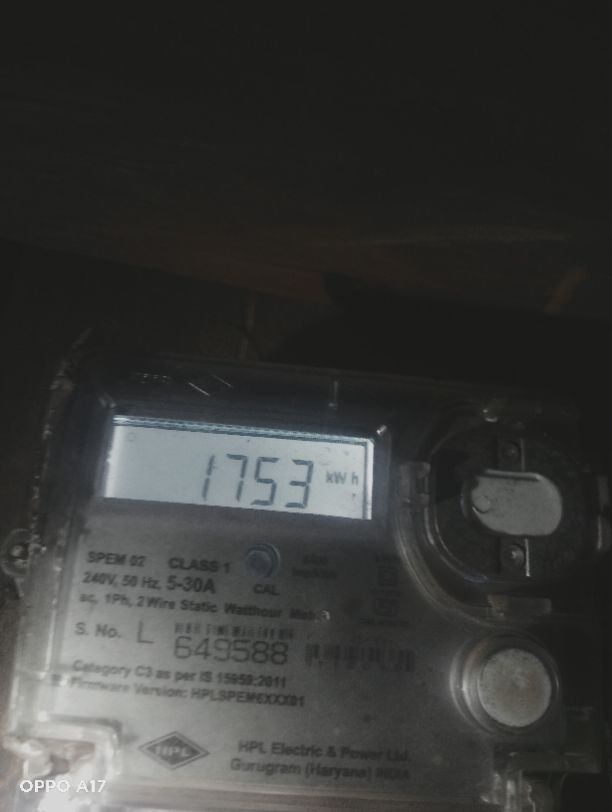 1753 kWh
SPEM 02 CLASS 1
240V, 50 Hz, 5-30A
CAL
ac, 1Ph, 2 Wire Static Watthour Meter
S. No. L 649588
Category C3 as per IS 15959:2011
Firmware Version: HPLSPEM6XXX01
HPL
HPL Electric & Power Ltd.
Gurugram (Haryana) INDIA
OPPO A17